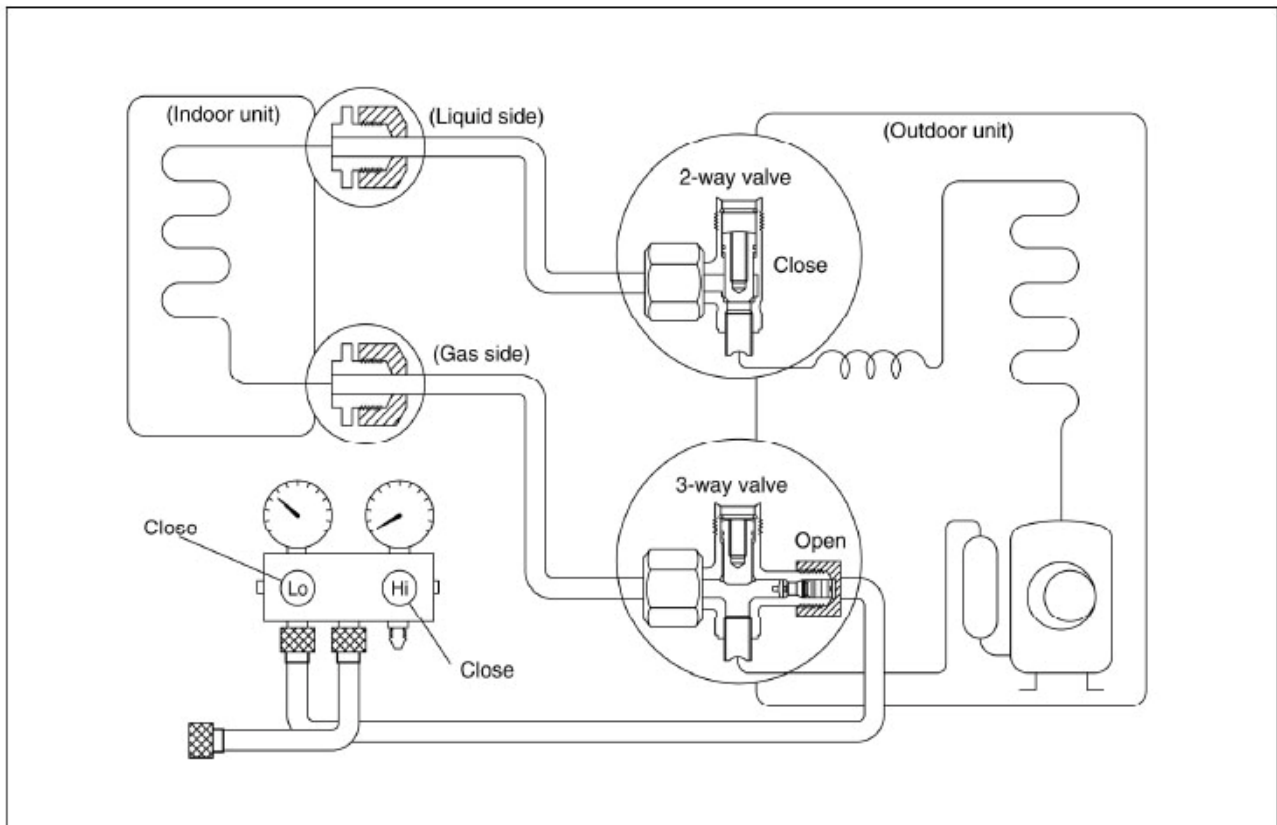 (Indoor unit)
(Liquid side)
(Outdoor unit)
2-way valve
Close
(Gas side)
3-way valve
Open
Close
Lo
Hi
Close